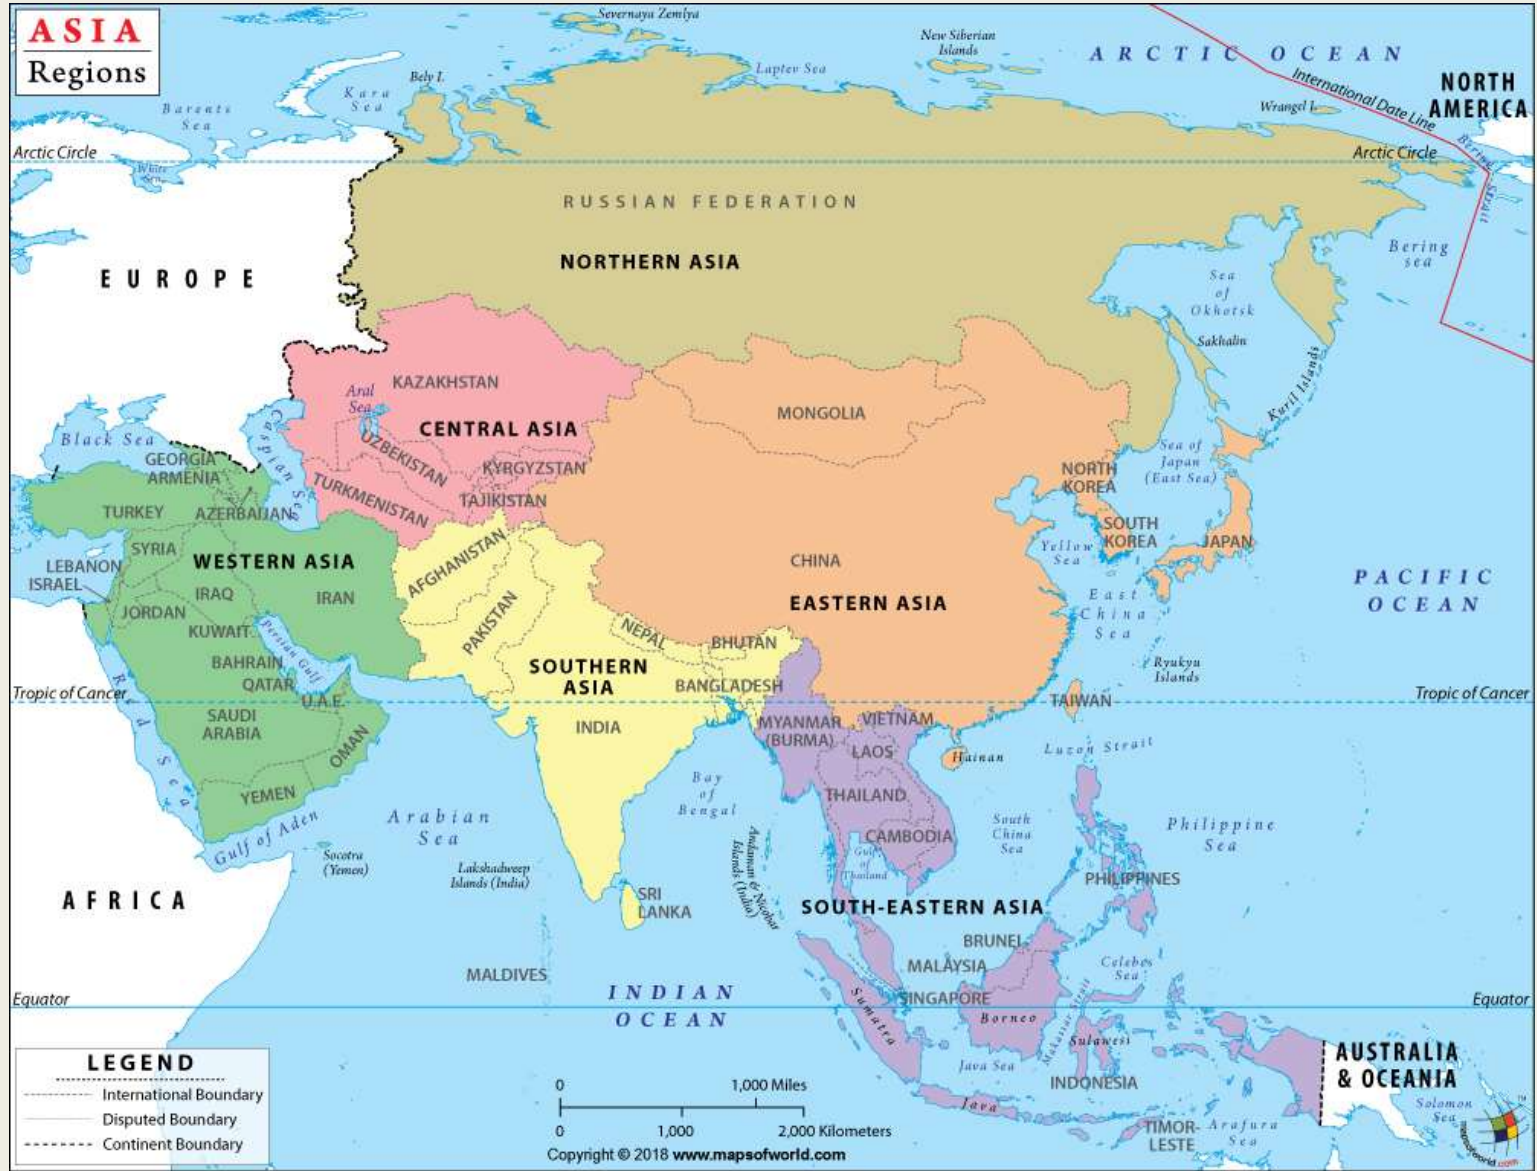 ASIA
Regions
Severnaya Zemlya
New Siberian
Islands
ARCTIC OCEAN
International Date Line
NORTH
AMERICA
Bely I.
Kara
Sea
Laptev Sea
Barents
Sea
Wrangel I.
Bering
Strait
Arctic Circle
Arctic Circle
White
Sea
RUSSIAN FEDERATION
NORTHERN ASIA
EUROPE
Bering
sea
Sea
of
Okhotsk
Sakhalin
Kuril Islands
KAZAKHSTAN
Aral
Sea
CENTRAL ASIA
MONGOLIA
Black Sea
Caspian Sea
UZBEKISTAN
KYRGYZSTAN
TURKMENISTAN
TAJIKISTAN
GEORGIA
ARMENIA
TURKEY
AZERBAIJAN
NORTH
KOREA
Sea of
Japan
(East Sea)
SOUTH
KOREA
JAPAN
SYRIA
WESTERN ASIA
LEBANON
ISRAEL
IRAQ
IRAN
JORDAN
KUWAIT
AFGHANISTAN
PAKISTAN
CHINA
EASTERN ASIA
Yellow
Sea
East
China
Sea
PACIFIC
OCEAN
Persian Gulf
BAHRAIN
QATAR
U.A.E.
NEPAL
BHUTAN
SOUTHERN
ASIA
BANGLADESH
Ryukyu
Islands
Tropic of Cancer
Tropic of Cancer
Red Sea
SAUDI
ARABIA
OMAN
YEMEN
INDIA
MYANMAR
(BURMA)
VIETNAM
LAOS
TAIWAN
Hainan
Luzon Strait
THAILAND
CAMBODIA
Gulf
of
Thailand
Bay
of
Bengal
Arabian
Sea
Gulf of Aden
Socotra
(Yemen)
Lakshadweep
Islands (India)
Andaman & Nicobar
Islands (India)
South
China
Sea
Philippine
Sea
PHILIPPINES
AFRICA
SRI
LANKA
SOUTH-EASTERN ASIA
BRUNEI
MALAYSIA
SINGAPORE
Celebes
Sea
MALDIVES
INDIAN
OCEAN
Equator
Equator
Sumatra
Borneo
Makassar Strait
Sulawesi
Java Sea
INDONESIA
Java
TIMOR-
LESTE
Arafura
Sea
AUSTRALIA
& OCEANIA
Solomon
Sea
LEGEND
International Boundary
Disputed Boundary
Continent Boundary
0
1,000 Miles
0
1,000
2,000 Kilometers
Copyright © 2018 www.mapsofworld.com
mapsofworld.com
TM